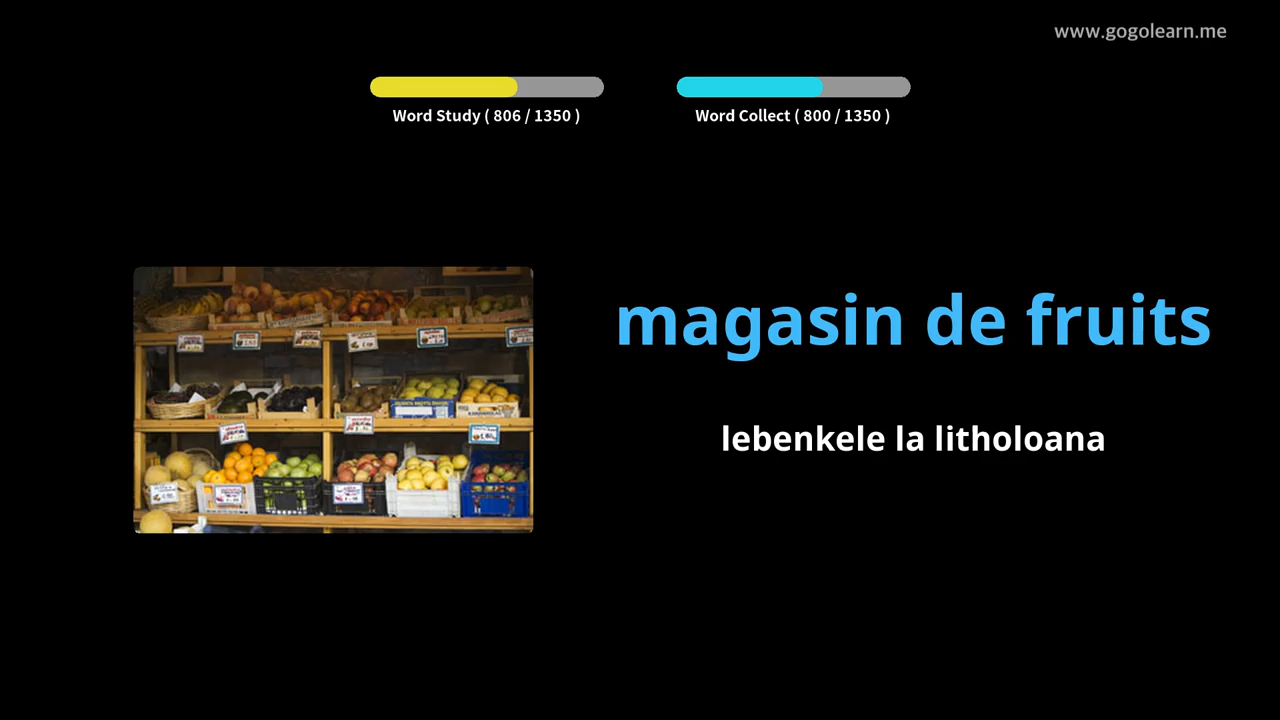 www.gogolearn.me
Word Study ( 806 / 1350 )
Word Collect ( 800 / 1350 )
magasin de fruits
lebenkele la litholoana